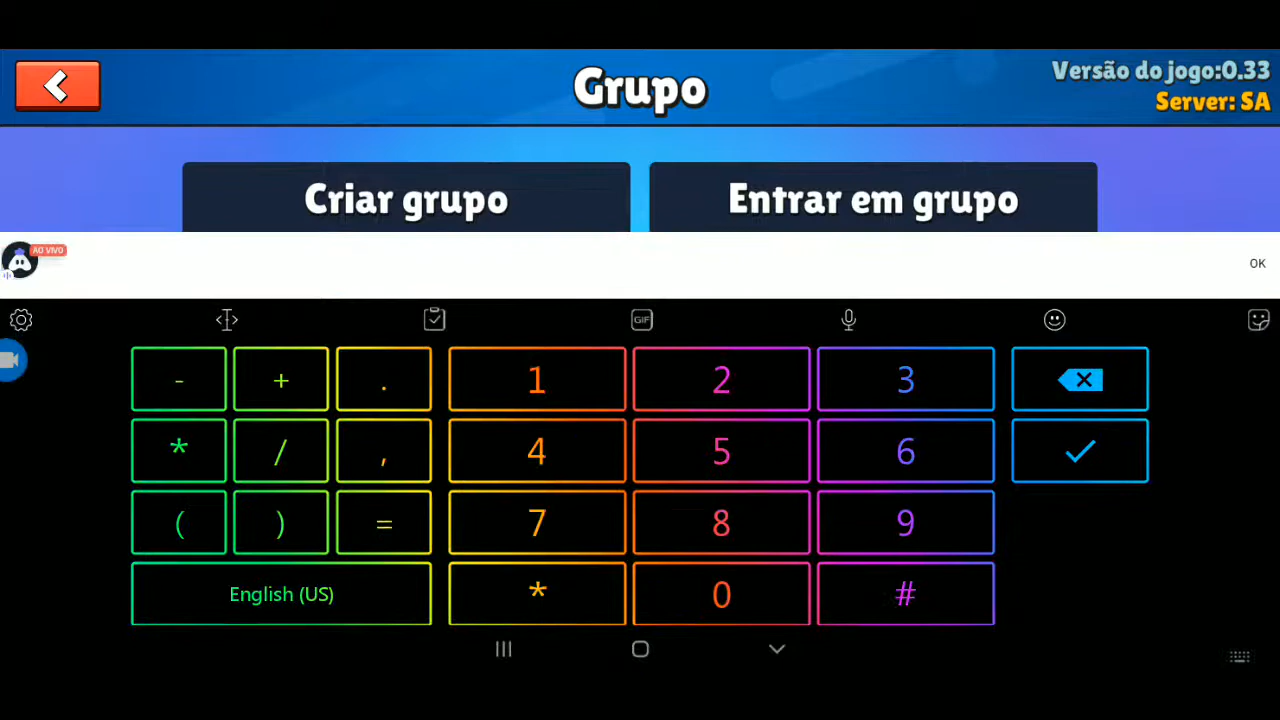 Grupo
Versão do jogo:0.33
Server: SA
Criar grupo
Entrar em grupo
AO VIVO
OK
GIF
- + . 1 2 3
* / , 4 5 6
( ) = 7 8 9
English (US) * 0 #